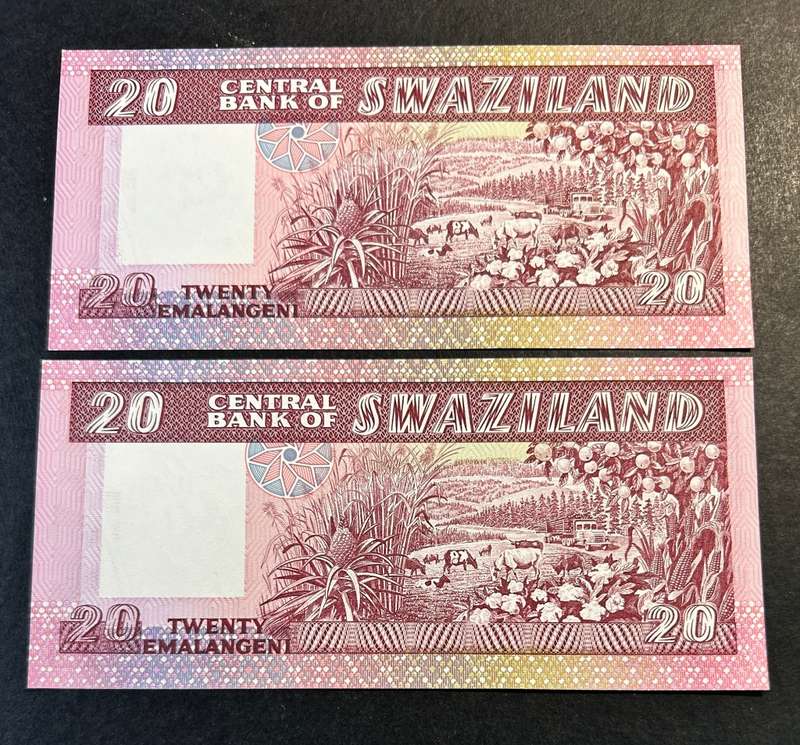 20 CENTRAL BANK OF SWAZILAND
20 TWENTY EMALANGENI 20
20 CENTRAL BANK OF SWAZILAND
20 TWENTY EMALANGENI 20